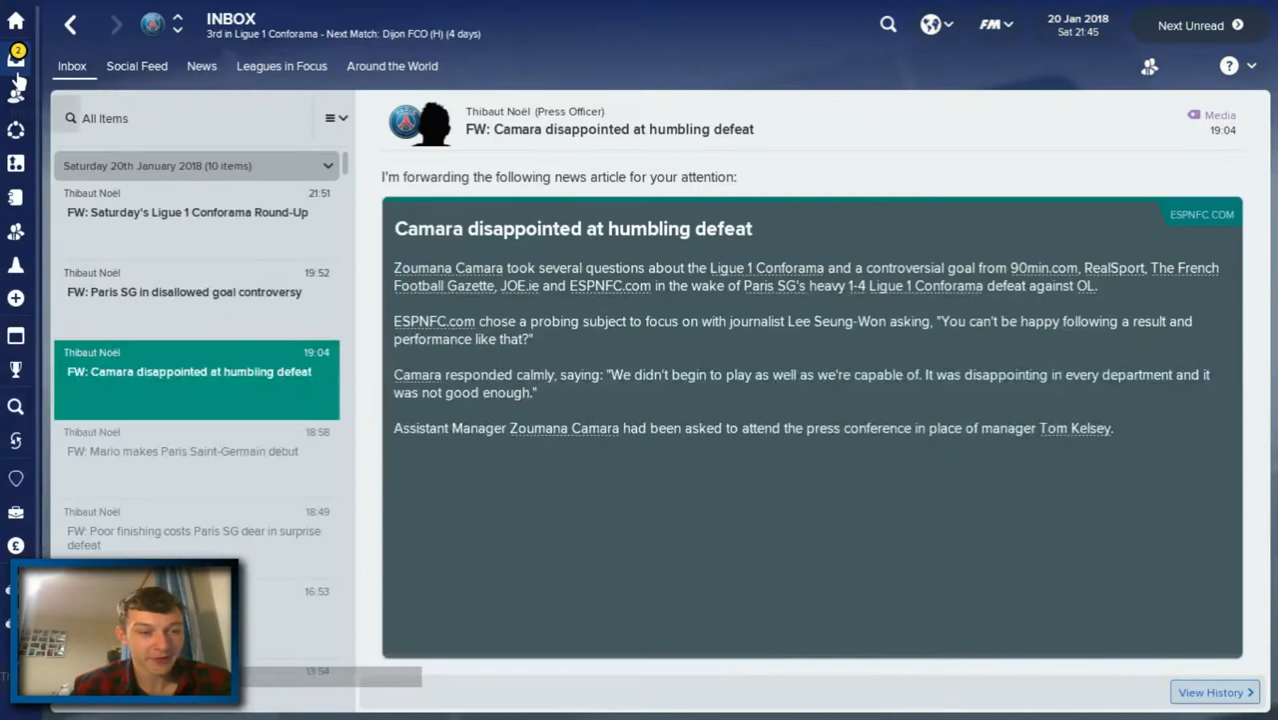 INBOX
3rd in Ligue 1 Conforama - Next Match: Dijon FCO (H) (4 days)
FM
20 Jan 2018
Sat 21:45
Next Unread
2
Inbox
Social Feed
News
Leagues in Focus
Around the World
?
All Items
Saturday 20th January 2018 (10 items)
Thibaut Noël
21:51
FW: Saturday's Ligue 1 Conforama Round-Up
Thibaut Noël
19:52
FW: Paris SG in disallowed goal controversy
Thibaut Noël
19:04
FW: Camara disappointed at humbling defeat
Thibaut Noël
18:58
FW: Mario makes Paris Saint-Germain debut
Thibaut Noël
18:49
FW: Poor finishing costs Paris SG dear in surprise
defeat
16:53
13:54
Thibaut Noël (Press Officer)
FW: Camara disappointed at humbling defeat
Media
19:04
I'm forwarding the following news article for your attention:
ESPNFC.COM
Camara disappointed at humbling defeat
Zoumana Camara took several questions about the Ligue 1 Conforama and a controversial goal from 90min.com, RealSport, The French
Football Gazette, JOE.ie and ESPNFC.com in the wake of Paris SG's heavy 1-4 Ligue 1 Conforama defeat against OL.
ESPNFC.com chose a probing subject to focus on with journalist Lee Seung-Won asking, "You can't be happy following a result and
performance like that?"
Camara responded calmly, saying: "We didn't begin to play as well as we're capable of. It was disappointing in every department and it
was not good enough."
Assistant Manager Zoumana Camara had been asked to attend the press conference in place of manager Tom Kelsey.
View History